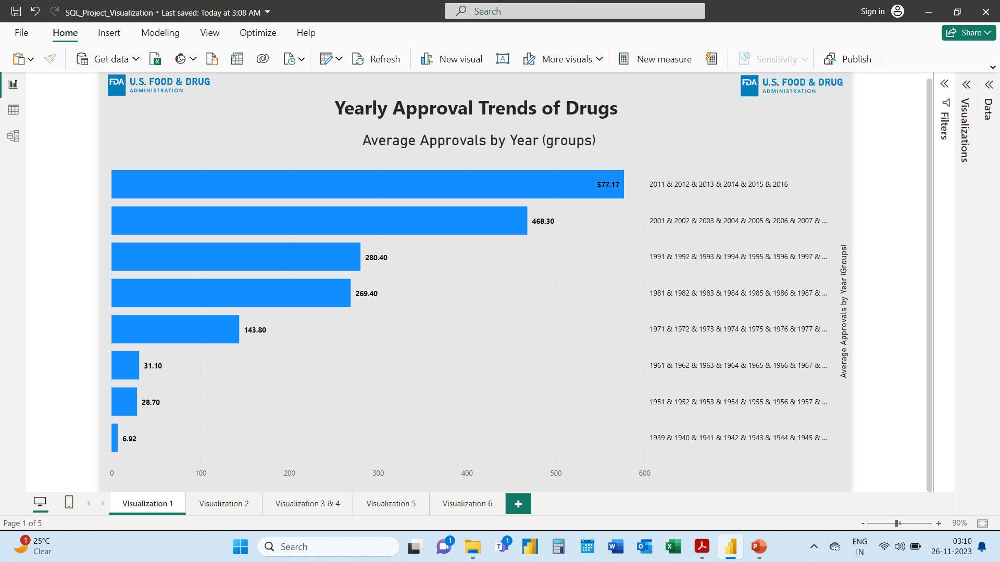 SQL_Project_Visualization • Last saved: Today at 3:08 AM
Search
Sign in
File
Home
Insert
Modeling
View
Optimize
Help
Share
Get data
Refresh
New visual
More visuals
New measure
Sensitivity
Publish
FDA U.S. FOOD & DRUG
ADMINISTRATION
FDA U.S. FOOD & DRUG
ADMINISTRATION
Yearly Approval Trends of Drugs
Average Approvals by Year (groups)
577.17
2011 & 2012 & 2013 & 2014 & 2015 & 2016
468.30
2001 & 2002 & 2003 & 2004 & 2005 & 2006 & 2007 & ...
280.40
1991 & 1992 & 1993 & 1994 & 1995 & 1996 & 1997 & ...
269.40
1981 & 1982 & 1983 & 1984 & 1985 & 1986 & 1987 & ...
143.80
1971 & 1972 & 1973 & 1974 & 1975 & 1976 & 1977 & ...
31.10
1961 & 1962 & 1963 & 1964 & 1965 & 1966 & 1967 & ...
28.70
1951 & 1952 & 1953 & 1954 & 1955 & 1956 & 1957 & ...
6.92
1939 & 1940 & 1941 & 1942 & 1943 & 1944 & 1945 & ...
Average Approvals by Year (Groups)
0
100
200
300
400
500
600
Filters
Visualizations
Data
Visualization 1
Visualization 2
Visualization 3 & 4
Visualization 5
Visualization 6
Page 1 of 5
- + 90%
1
25°C
Clear
Search
1
1
ENG
IN
03:10
26-11-2023